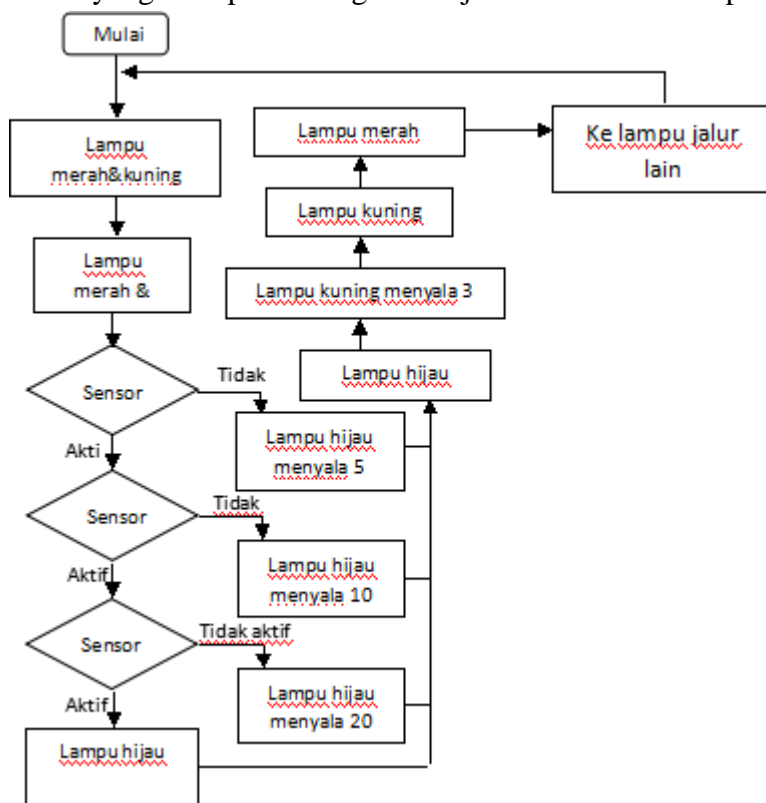 Mulai
Lampu
merah&kuning
Lampu
merah &
Sensor
Tidak
Lampu hijau
menyala 5
Akti
Sensor
Tidak
Lampu hijau
menyala 10
Aktif
Sensor
Tidak aktif
Lampu hijau
menyala 20
Aktif
Lampu hijau
Lampu hijau
Lampu kuning menyala 3
Lampu kuning
Lampu merah
Ke lampu jalur
lain